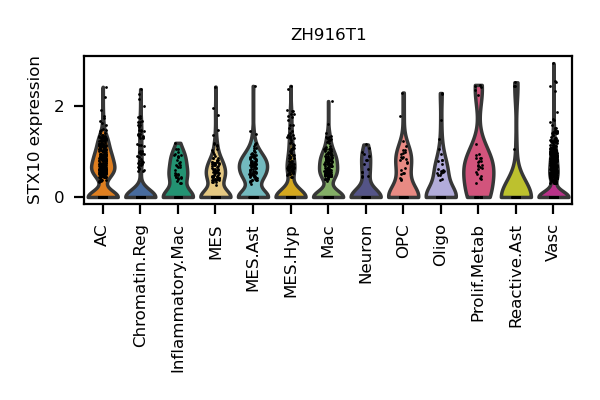 ZH916T1
STX10 expression
2
0
AC
Chromatin.Reg
Inflammatory.Mac
MES
MES.Ast
MES.Hyp
Mac
Neuron
OPC
Oligo
Prolif.Metab
Reactive.Ast
Vasc